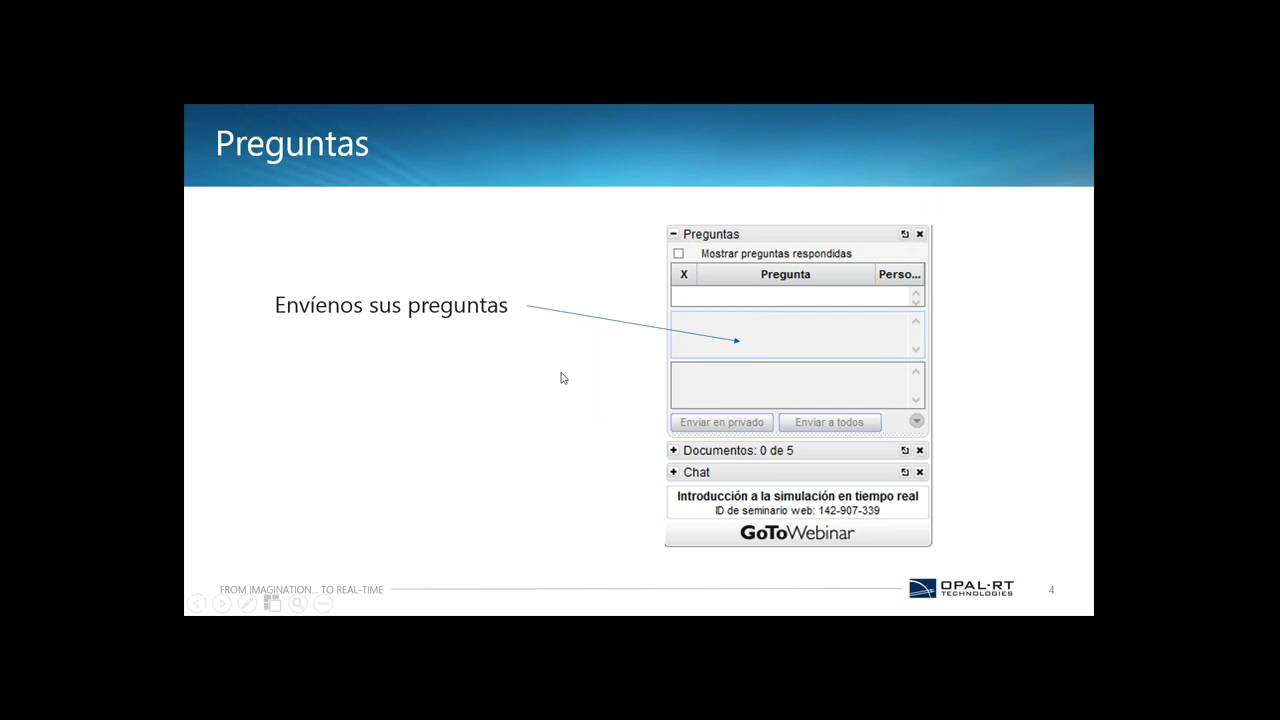 Preguntas
Envíenos sus preguntas
Preguntas
Mostrar preguntas respondidas
X Pregunta Perso...
Enviar en privado Enviar a todos
Documentos: 0 de 5
Chat
Introducción a la simulación en tiempo real
ID de seminario web: 142-907-339
GoToWebinar
FROM IMAGINATION... TO REAL-TIME
OPAL-RT
TECHNOLOGIES
4